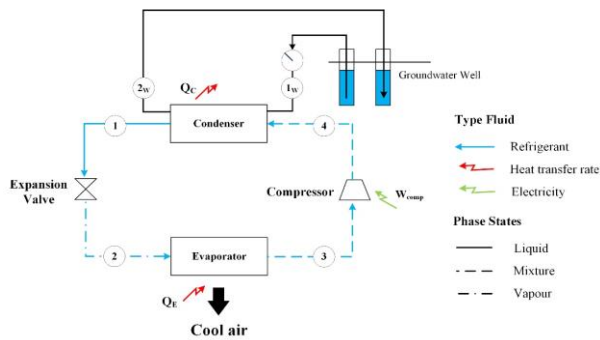 2w
Qc
1w
Groundwater Well
1
Condenser
4
Type Fluid
Refrigerant
Heat transfer rate
Electricity
Expansion
Valve
Compressor
Wcomp
Phase States
Liquid
Mixture
Vapour
2
Evaporator
3
QE
Cool air